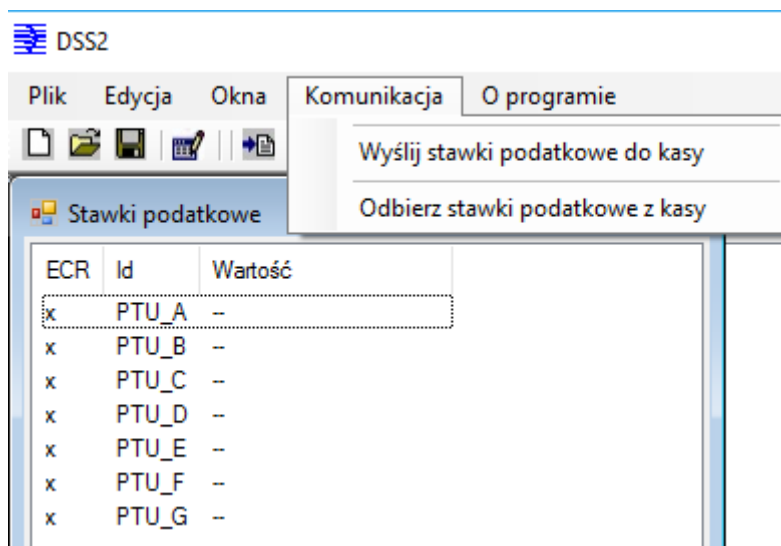 DSS2
Plik Edycja Okna Komunikacja O programie
Wyślij stawki podatkowe do kasy
Odbierz stawki podatkowe z kasy
Stawki podatkowe
ECR Id Wartość
x PTU_A --
x PTU_B --
x PTU_C --
x PTU_D --
x PTU_E --
x PTU_F --
x PTU_G --